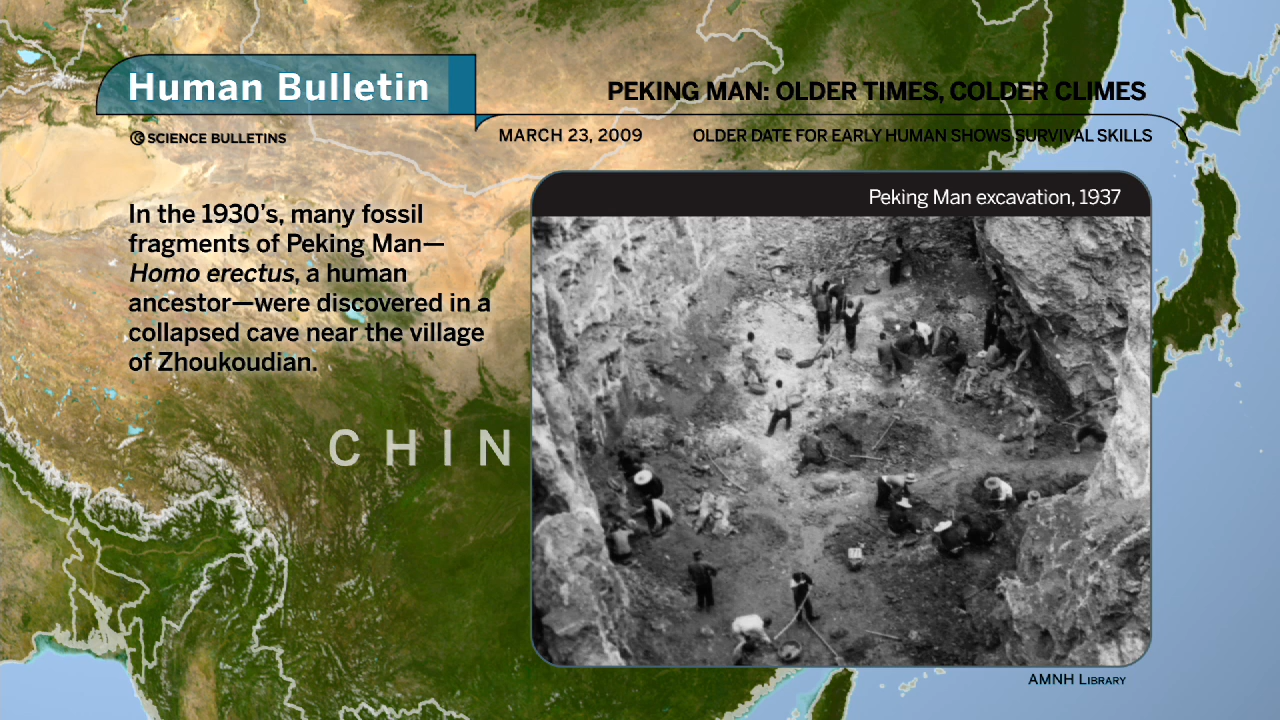 Human Bulletin
PEKING MAN: OLDER TIMES, COLDER CLIMES
SCIENCE BULLETINS
MARCH 23, 2009
OLDER DATE FOR EARLY HUMAN SHOWS SURVIVAL SKILLS
Peking Man excavation, 1937
In the 1930's, many fossil
fragments of Peking Man—
Homo erectus, a human
ancestor—were discovered in a
collapsed cave near the village
of Zhoukoudian.
CHIN
AMNH LIBRARY